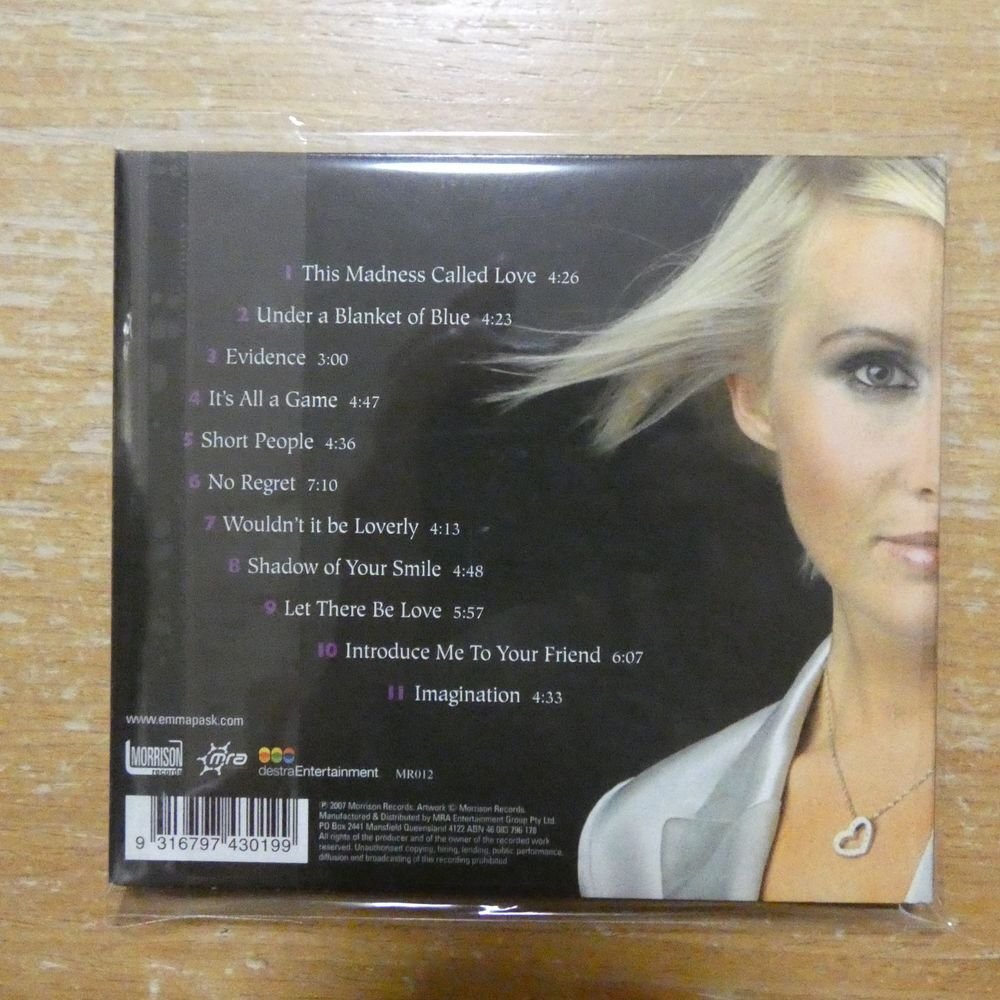 1 This Madness Called Love 4:26
2 Under a Blanket of Blue 4:23
3 Evidence 3:00
4 It's All a Game 4:47
5 Short People 4:36
6 No Regret 7:10
7 Wouldn't it be Loverly 4:13
8 Shadow of Your Smile 4:48
9 Let There Be Love 5:57
10 Introduce Me To Your Friend 6:07
11 Imagination 4:33
www.emmapask.com
MORRISON records mra destraEntertainment MR012
℗ 2007 Morrison Records. Artwork © Morrison Records.
Manufactured & Distributed by MRA Entertainment Group Pty Ltd.
PO Box 2441 Mansfield Queensland 4122 ABN 46 085 796 178
All rights of the producer and of the owner of the recorded work
reserved. Unauthorised copying, hiring, lending, public performance,
diffusion and broadcasting of this recording prohibited.
9 316797 430199